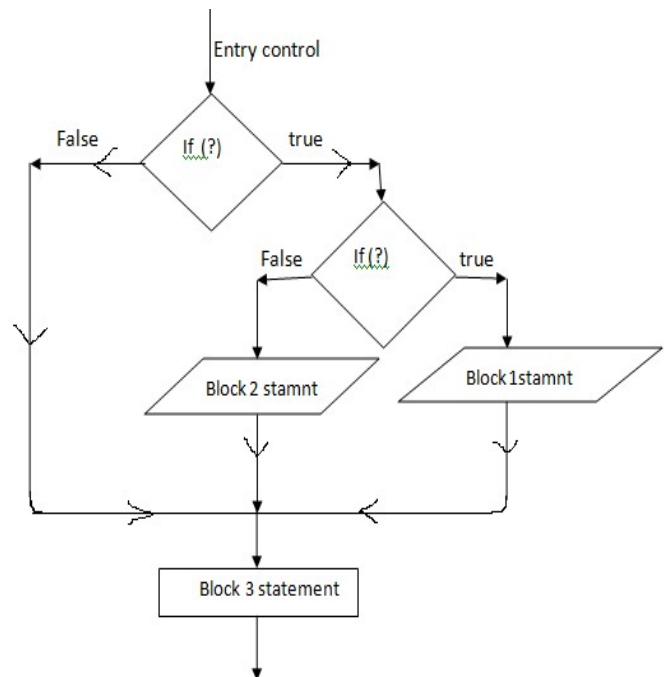 Entry control
False
If (?)
true
False
If (?)
true
Block 2 stamnt
Block 1stamnt
Block 3 statement